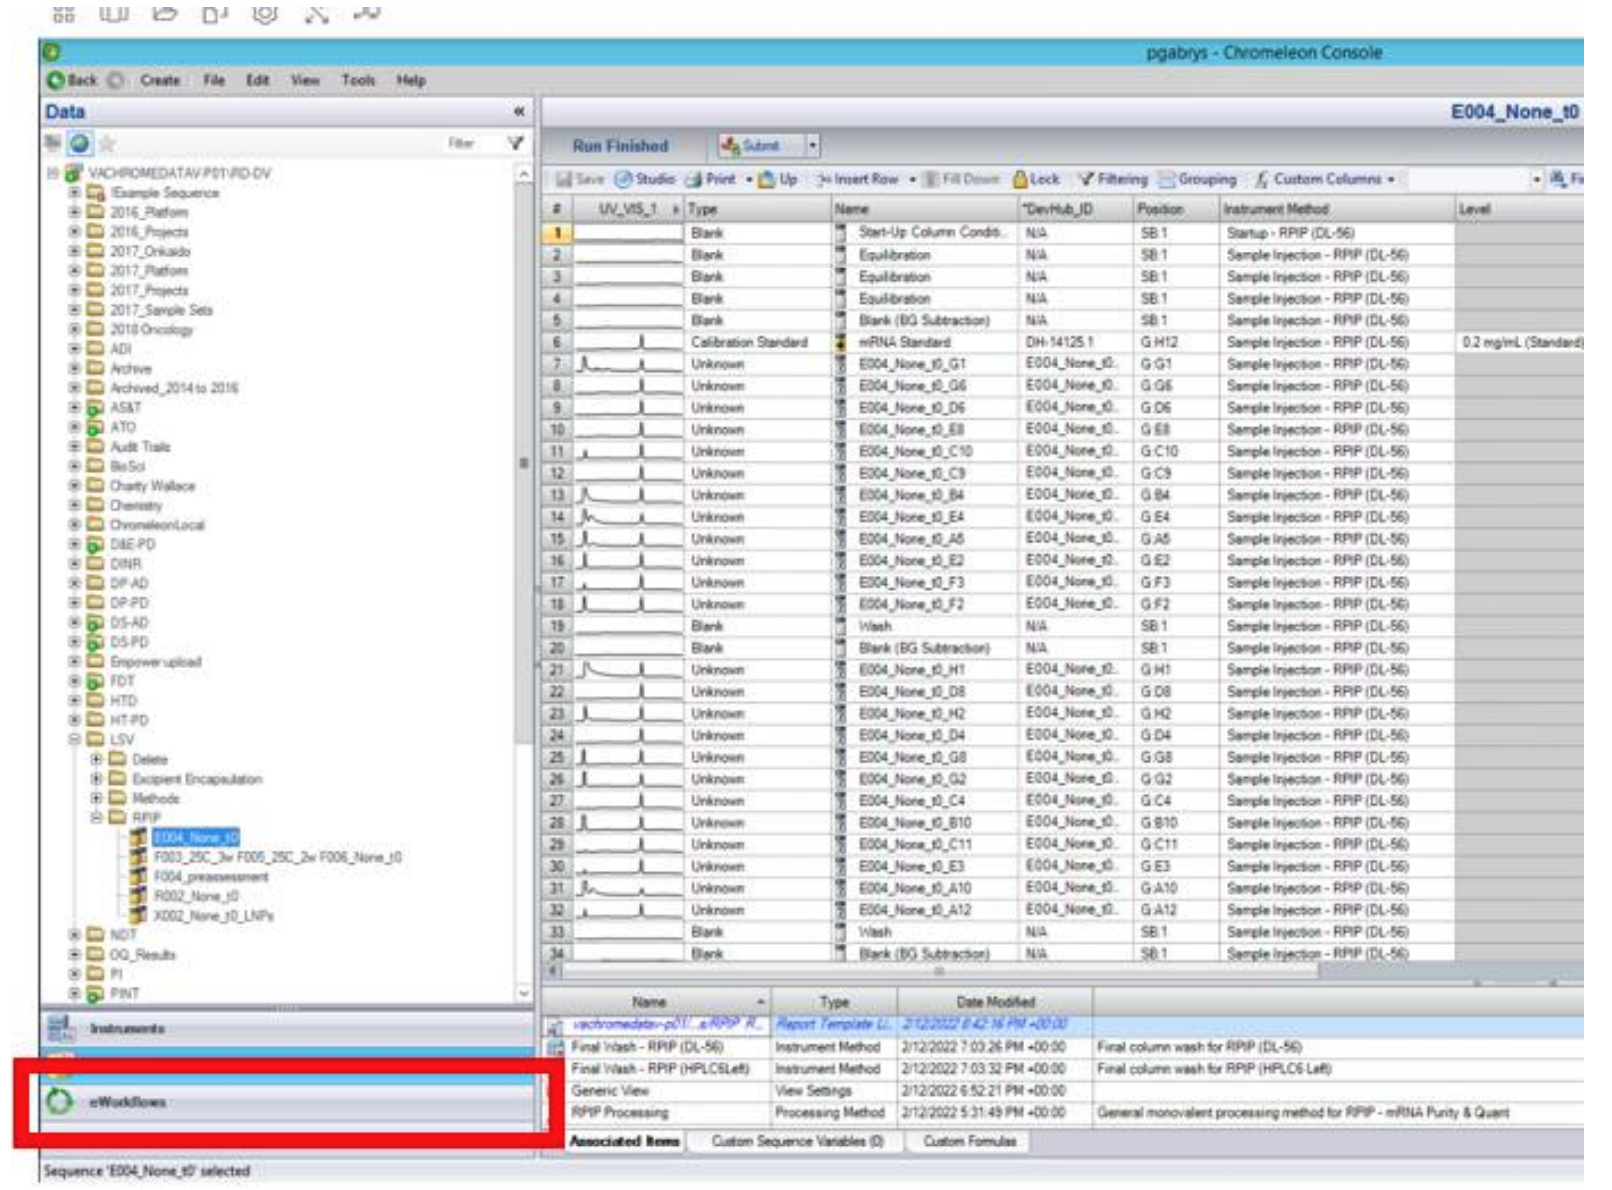 pgabrys - Chromeleon Console
Back Create File Edit View Tools Help
Data «
E004_None_t0
Filter
Run Finished Submit
Save Studio Print Up Insert Row Fill Down Lock Filtering Grouping Custom Columns Fi
# UV_VIS_1 Type Name *DevHub_ID Position Instrument Method Level
1 Blank Start-Up Column Conditi... N/A SB:1 Startup - RPIP (DL-56)
2 Blank Equilibration N/A SB:1 Sample Injection - RPIP (DL-56)
3 Blank Equilibration N/A SB:1 Sample Injection - RPIP (DL-56)
4 Blank Equilibration N/A SB:1 Sample Injection - RPIP (DL-56)
5 Blank Blank (BG Subtraction) N/A SB:1 Sample Injection - RPIP (DL-56)
6 Calibration Standard mRNA Standard DH-14125.1 G:H12 Sample Injection - RPIP (DL-56) 0.2 mg/mL (Standard)
7 Unknown E004_None_t0_G1 E004_None_t0... G:G1 Sample Injection - RPIP (DL-56)
8 Unknown E004_None_t0_G6 E004_None_t0... G:G6 Sample Injection - RPIP (DL-56)
9 Unknown E004_None_t0_D6 E004_None_t0... G:D6 Sample Injection - RPIP (DL-56)
10 Unknown E004_None_t0_E8 E004_None_t0... G:E8 Sample Injection - RPIP (DL-56)
11 Unknown E004_None_t0_C10 E004_None_t0... G:C10 Sample Injection - RPIP (DL-56)
12 Unknown E004_None_t0_C9 E004_None_t0... G:C9 Sample Injection - RPIP (DL-56)
13 Unknown E004_None_t0_B4 E004_None_t0... G:B4 Sample Injection - RPIP (DL-56)
14 Unknown E004_None_t0_E4 E004_None_t0... G:E4 Sample Injection - RPIP (DL-56)
15 Unknown E004_None_t0_A5 E004_None_t0... G:A5 Sample Injection - RPIP (DL-56)
16 Unknown E004_None_t0_E2 E004_None_t0... G:E2 Sample Injection - RPIP (DL-56)
17 Unknown E004_None_t0_F3 E004_None_t0... G:F3 Sample Injection - RPIP (DL-56)
18 Unknown E004_None_t0_F2 E004_None_t0... G:F2 Sample Injection - RPIP (DL-56)
19 Blank Wash N/A SB:1 Sample Injection - RPIP (DL-56)
20 Blank Blank (BG Subtraction) N/A SB:1 Sample Injection - RPIP (DL-56)
21 Unknown E004_None_t0_H1 E004_None_t0... G:H1 Sample Injection - RPIP (DL-56)
22 Unknown E004_None_t0_D8 E004_None_t0... G:D8 Sample Injection - RPIP (DL-56)
23 Unknown E004_None_t0_H2 E004_None_t0... G:H2 Sample Injection - RPIP (DL-56)
24 Unknown E004_None_t0_D4 E004_None_t0... G:D4 Sample Injection - RPIP (DL-56)
25 Unknown E004_None_t0_G8 E004_None_t0... G:G8 Sample Injection - RPIP (DL-56)
26 Unknown E004_None_t0_G2 E004_None_t0... G:G2 Sample Injection - RPIP (DL-56)
27 Unknown E004_None_t0_C4 E004_None_t0... G:C4 Sample Injection - RPIP (DL-56)
28 Unknown E004_None_t0_B10 E004_None_t0... G:B10 Sample Injection - RPIP (DL-56)
29 Unknown E004_None_t0_C11 E004_None_t0... G:C11 Sample Injection - RPIP (DL-56)
30 Unknown E004_None_t0_E3 E004_None_t0... G:E3 Sample Injection - RPIP (DL-56)
31 Unknown E004_None_t0_A10 E004_None_t0... G:A10 Sample Injection - RPIP (DL-56)
32 Unknown E004_None_t0_A12 E004_None_t0... G:A12 Sample Injection - RPIP (DL-56)
33 Blank Wash N/A SB:1 Sample Injection - RPIP (DL-56)
34 Blank Blank (BG Subtraction) N/A SB:1 Sample Injection - RPIP (DL-56)
VACHROMEDATAV-P01\RD-DV
!Example Sequence
2016_Platform
2016_Projects
2017_Onkaido
2017_Platform
2017_Projects
2017_Sample Sets
2018 Oncology
ADI
Archive
Archived_2014 to 2016
AS&T
ATO
Audit Trails
BioSci
Charity Wallace
Chemistry
ChromeleonLocal
D&E-PD
DINR
DP-AD
DP-PD
DS-AD
DS-PD
Empower upload
FDT
HTD
HT-PD
LSV
Delete
Excipient Encapsulation
Methods
RPIP
E004_None_t0
F003_25C_3w F005_25C_2w F006_None_t0
F004_preassessment
R002_None_t0
X002_None_t0_LNPs
NDT
OQ_Results
PI
PINT
Instruments
eWorkflows
Name Type Date Modified
vachromedatav-p01/...s/RPIP R... Report Template (... 2/12/2022 6:42:16 PM +00:00
Final Wash - RPIP (DL-56) Instrument Method 2/12/2022 7:03:26 PM +00:00 Final column wash for RPIP (DL-56)
Final Wash - RPIP (HPLC6Left) Instrument Method 2/12/2022 7:03:32 PM +00:00 Final column wash for RPIP (HPLC6 Left)
Generic View View Settings 2/12/2022 6:52:21 PM +00:00
RPIP Processing Processing Method 2/12/2022 5:31:49 PM +00:00 General monovalent processing method for RPIP - mRNA Purity & Quant
Associated Items Custom Sequence Variables (0) Custom Formulas
Sequence 'E004_None_t0' selected